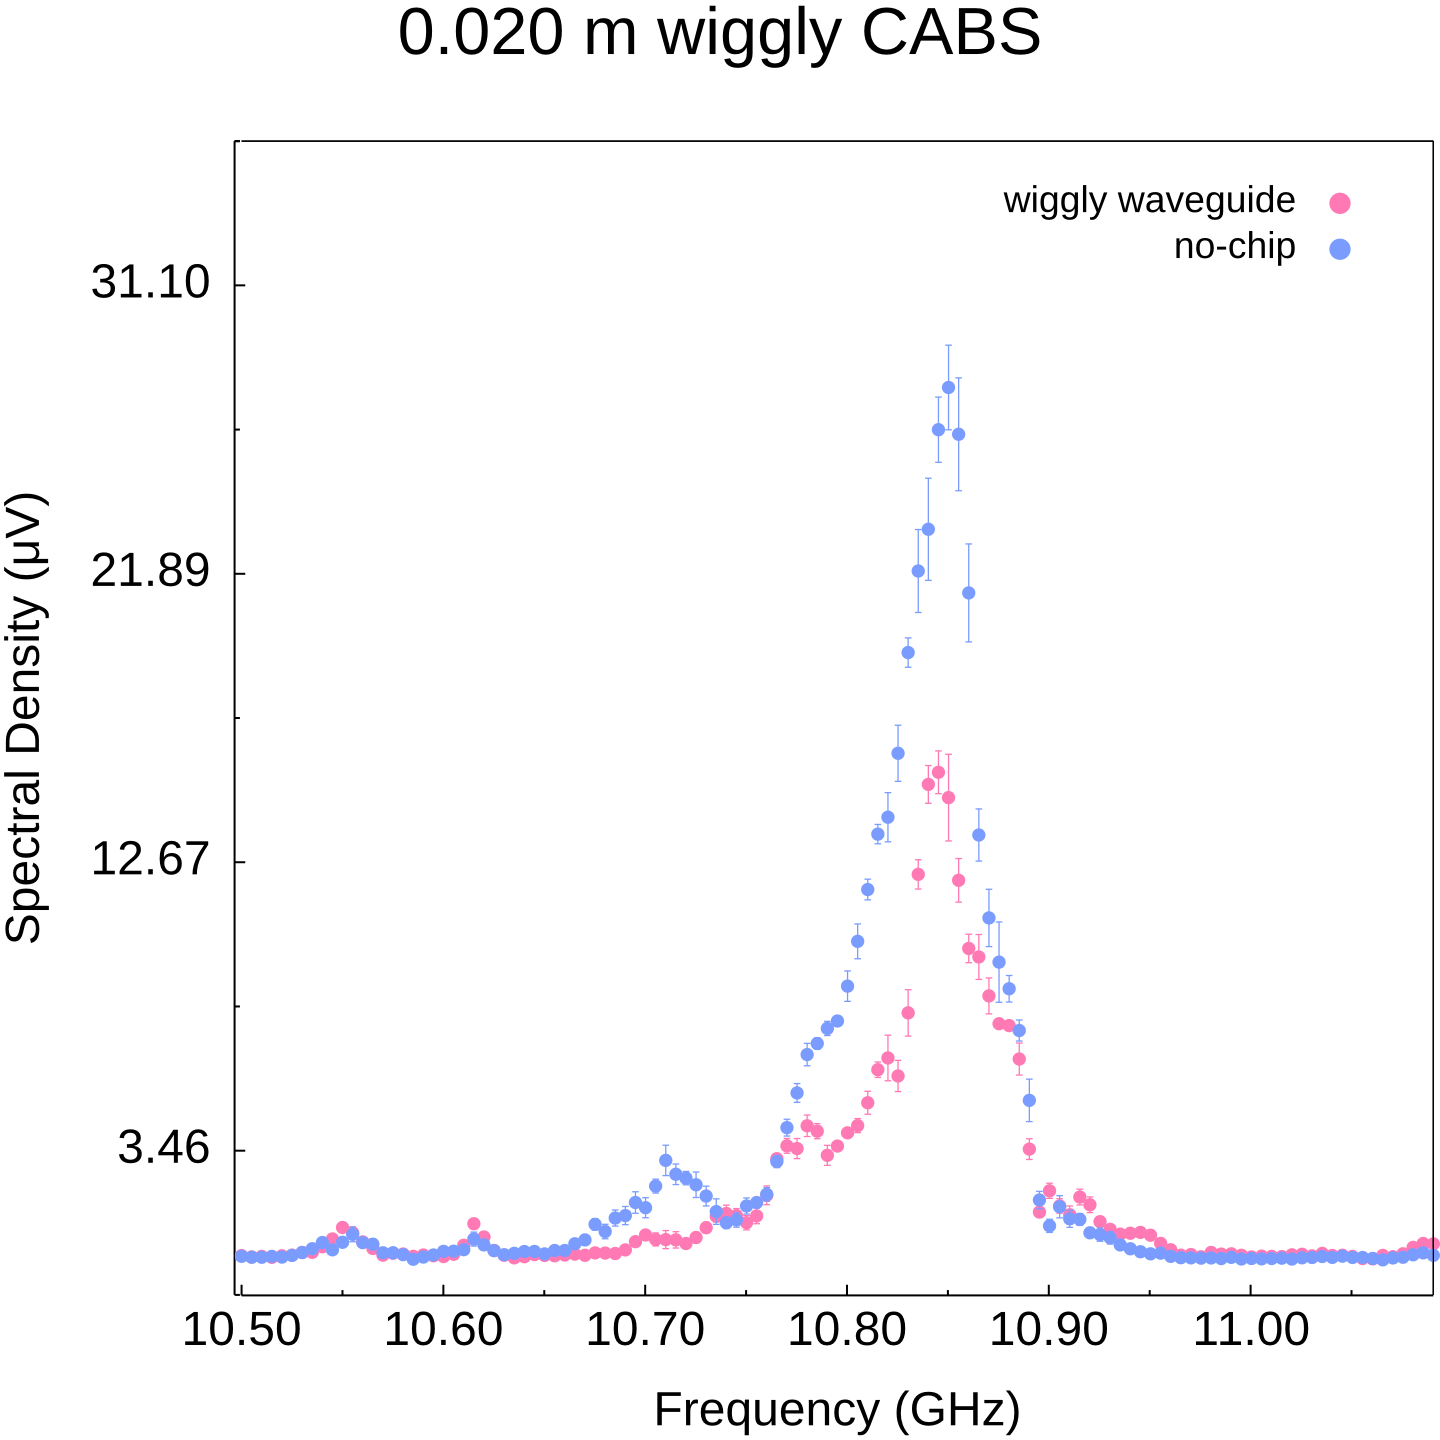 0.020 m wiggly CABS
wiggly waveguide
no-chip
31.10
21.89
12.67
3.46
Spectral Density (μV)
10.50 10.60 10.70 10.80 10.90 11.00
Frequency (GHz)